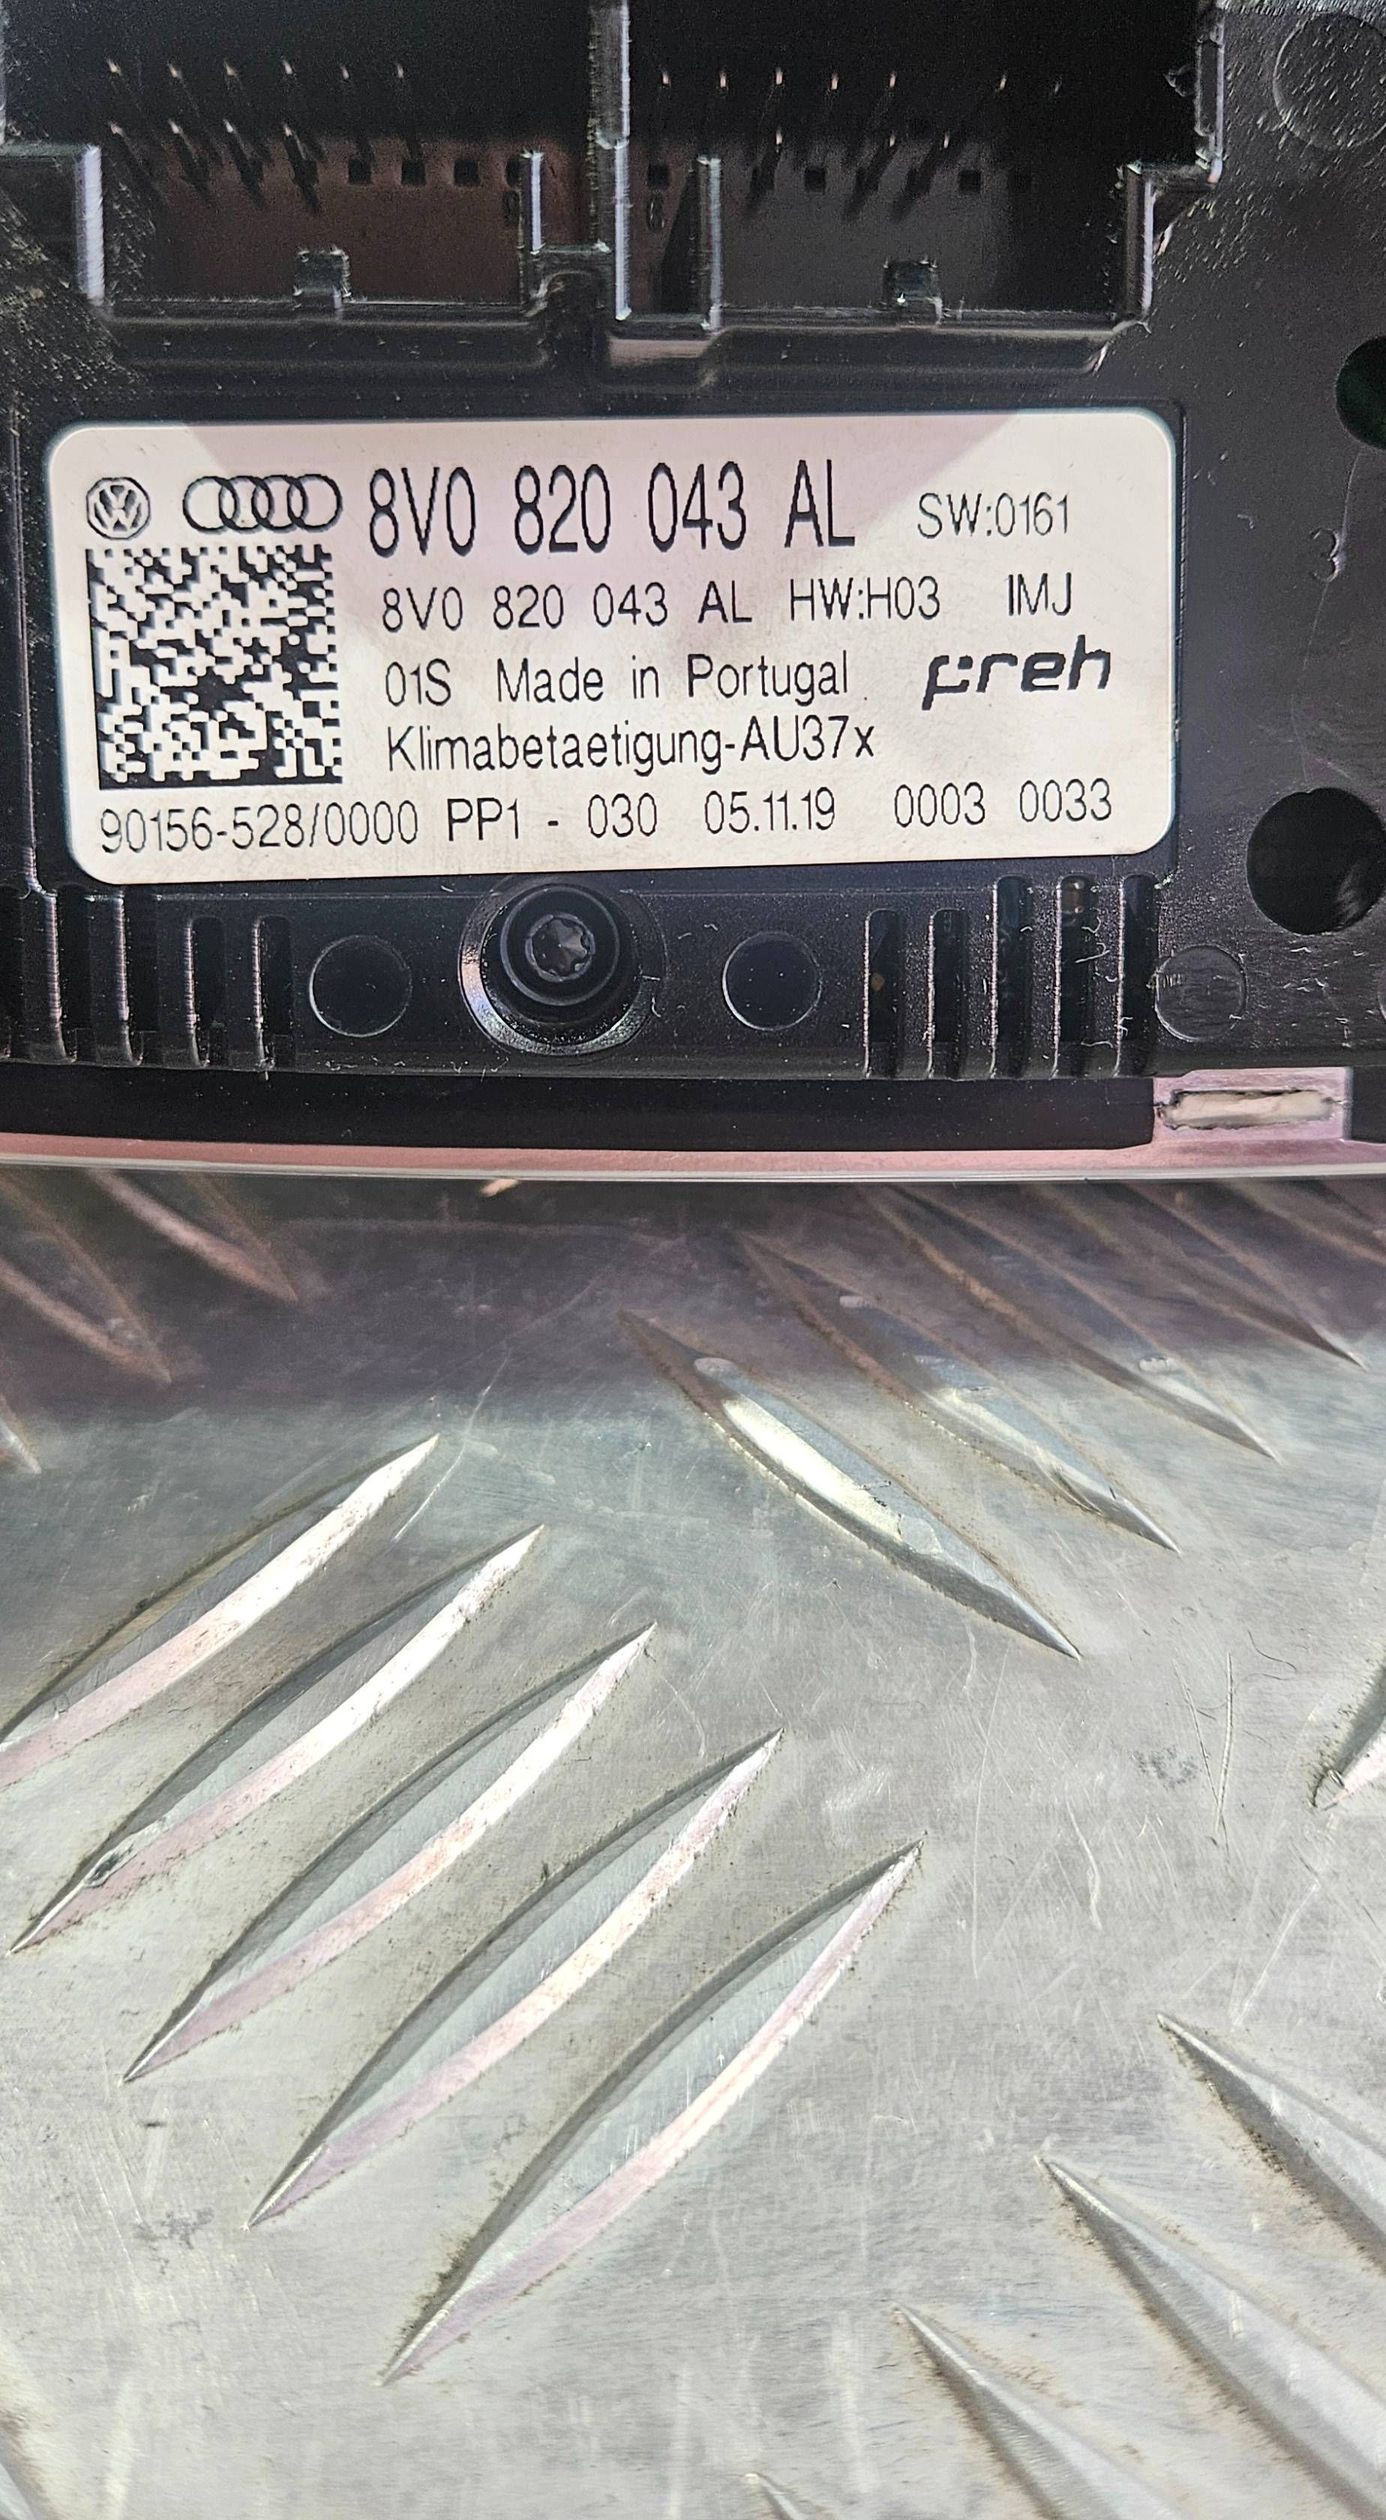 8V0 820 043 AL SW:0161
8V0 820 043 AL HW:H03 IMJ
01S Made in Portugal preh
Klimabetaetigung-AU37x
90156-528/0000 PP1 - 030 05.11.19 0003 0033
3